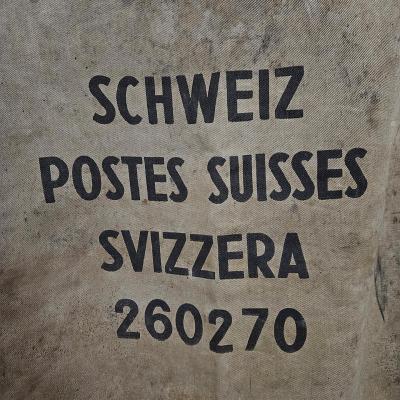 SCHWEIZ
POSTES SUISSES
SVIZZERA
260270